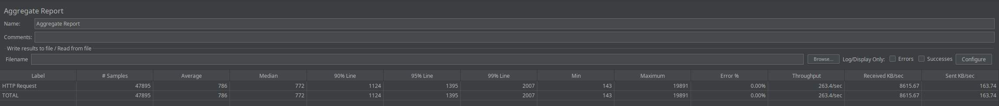 Aggregate Report
Name: Aggregate Report
Comments:
Write results to file / Read from file
Filename Browse... Log/Display Only: Errors Successes Configure
Label # Samples Average Median 90% Line 95% Line 99% Line Min Maximum Error % Throughput Received KB/sec Sent KB/sec
HTTP Request 47895 786 772 1124 1395 2007 143 19891 0.00% 263.4/sec 8615.67 163.74
TOTAL 47895 786 772 1124 1395 2007 143 19891 0.00% 263.4/sec 8615.67 163.74